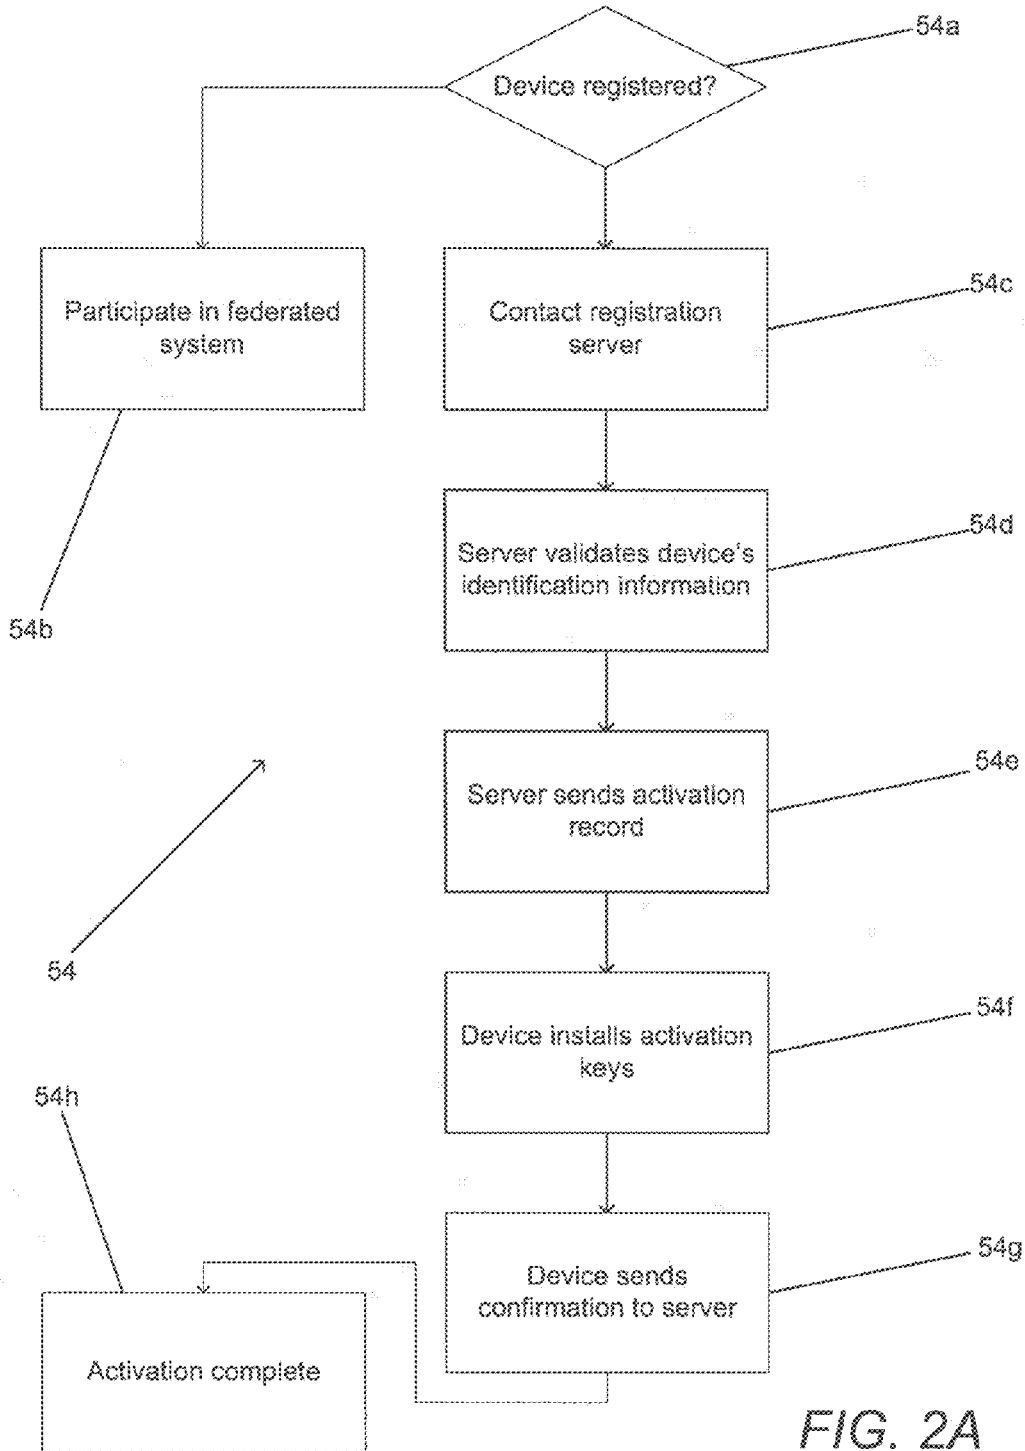 54a
Device registered?
Participate in federated
system
Contact registration
server
54c
54b
Server validates device's
identification information
54d
Server sends activation
record
54e
54
Device installs activation
keys
54f
54h
Device sends
confirmation to server
54g
Activation complete
FIG. 2A